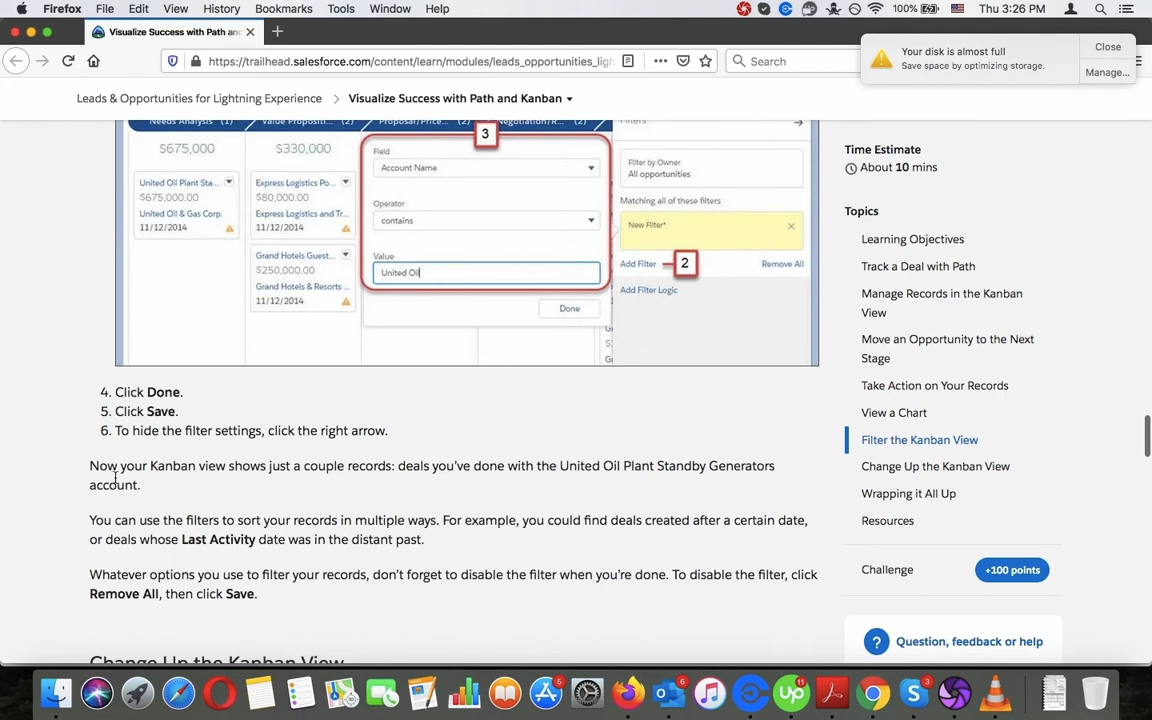 Firefox File Edit View History Bookmarks Tools Window Help 100% Thu 3:26 PM
Visualize Success with Path an
https://trailhead.salesforce.com/content/learn/modules/leads_opportunities_ligh
Search
Your disk is almost full
Save space by optimizing storage.
Close
Manage...
Leads & Opportunities for Lightning Experience > Visualize Success with Path and Kanban
Needs Analysis (1) Value Propositi... (2) Proposal/Price... (2) Negotiation/R... (2) Filters
$675,000 $330,000
United Oil Plant Sta...
$675,000.00
United Oil & Gas Corp.
11/12/2014
Express Logistics Po...
$80,000.00
Express Logistics and Tr...
11/12/2014
Grand Hotels Guest...
$250,000.00
Grand Hotels & Resorts ...
11/12/2014
3
Field
Account Name
Operator
contains
Value
United Oil
Done
Filter by Owner
All opportunities
Matching all of these filters
New Filter*
Add Filter 2 Remove All
Add Filter Logic
4. Click Done.
5. Click Save.
6. To hide the filter settings, click the right arrow.
Now your Kanban view shows just a couple records: deals you've done with the United Oil Plant Standby Generators
account.
You can use the filters to sort your records in multiple ways. For example, you could find deals created after a certain date,
or deals whose Last Activity date was in the distant past.
Whatever options you use to filter your records, don't forget to disable the filter when you're done. To disable the filter, click
Remove All, then click Save.
Change Up the Kanban View
Time Estimate
About 10 mins
Topics
Learning Objectives
Track a Deal with Path
Manage Records in the Kanban
View
Move an Opportunity to the Next
Stage
Take Action on Your Records
View a Chart
Filter the Kanban View
Change Up the Kanban View
Wrapping it All Up
Resources
Challenge +100 points
? Question, feedback or help
5 6 up 11 3